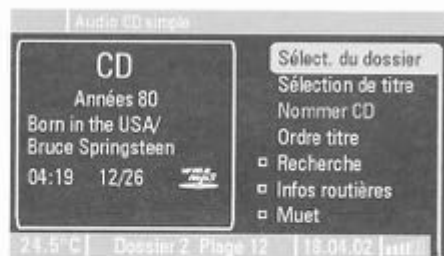 Audio CD simple
CD
Années 80
Born in the USA/
Bruce Springsteen
04:19 12/26
Sélect. du dossier
Sélection de titre
Nommer CD
Ordre titre
Recherche
Infos routières
Muet
24.5°C Dossier 2 Plage 12 18.04.02